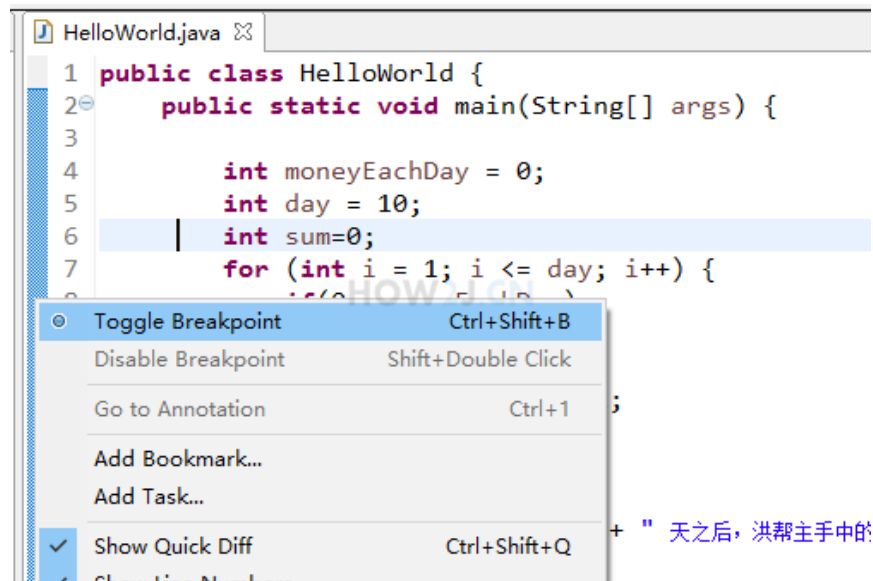 HelloWorld.java
1 public class HelloWorld {
2 public static void main(String[] args) {
3
4 int moneyEachDay = 0;
5 int day = 10;
6 int sum=0;
7 for (int i = 1; i <= day; i++) {
HOW2J.CN
Toggle Breakpoint Ctrl+Shift+B
Disable Breakpoint Shift+Double Click
Go to Annotation Ctrl+1 ;
Add Bookmark...
Add Task...
+ " 天之后，洪帮主手中的
Show Quick Diff Ctrl+Shift+Q